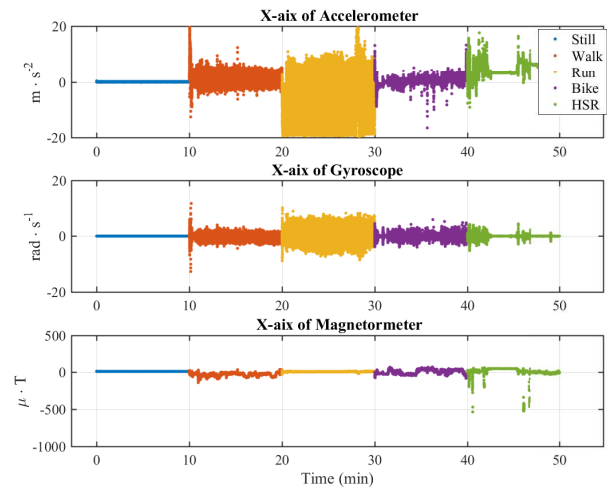 X-aix of Accelerometer
20
0
-20
m · s⁻²
0 10 20 30 40 50
Still
Walk
Run
Bike
HSR
X-aix of Gyroscope
20
0
-20
rad · s⁻¹
0 10 20 30 40 50
X-aix of Magnetormeter
500
0
-500
-1000
μ · T
0 10 20 30 40 50
Time (min)